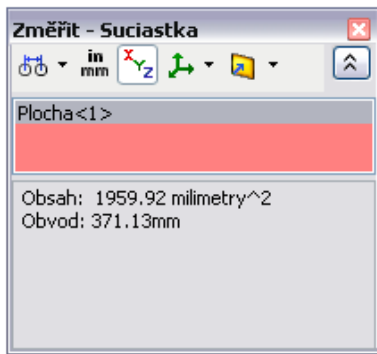 Změřit - Suciastka
in
mm
X
Y
Z
Plocha<1>
Obsah: 1959.92 milimetry^2
Obvod: 371.13mm